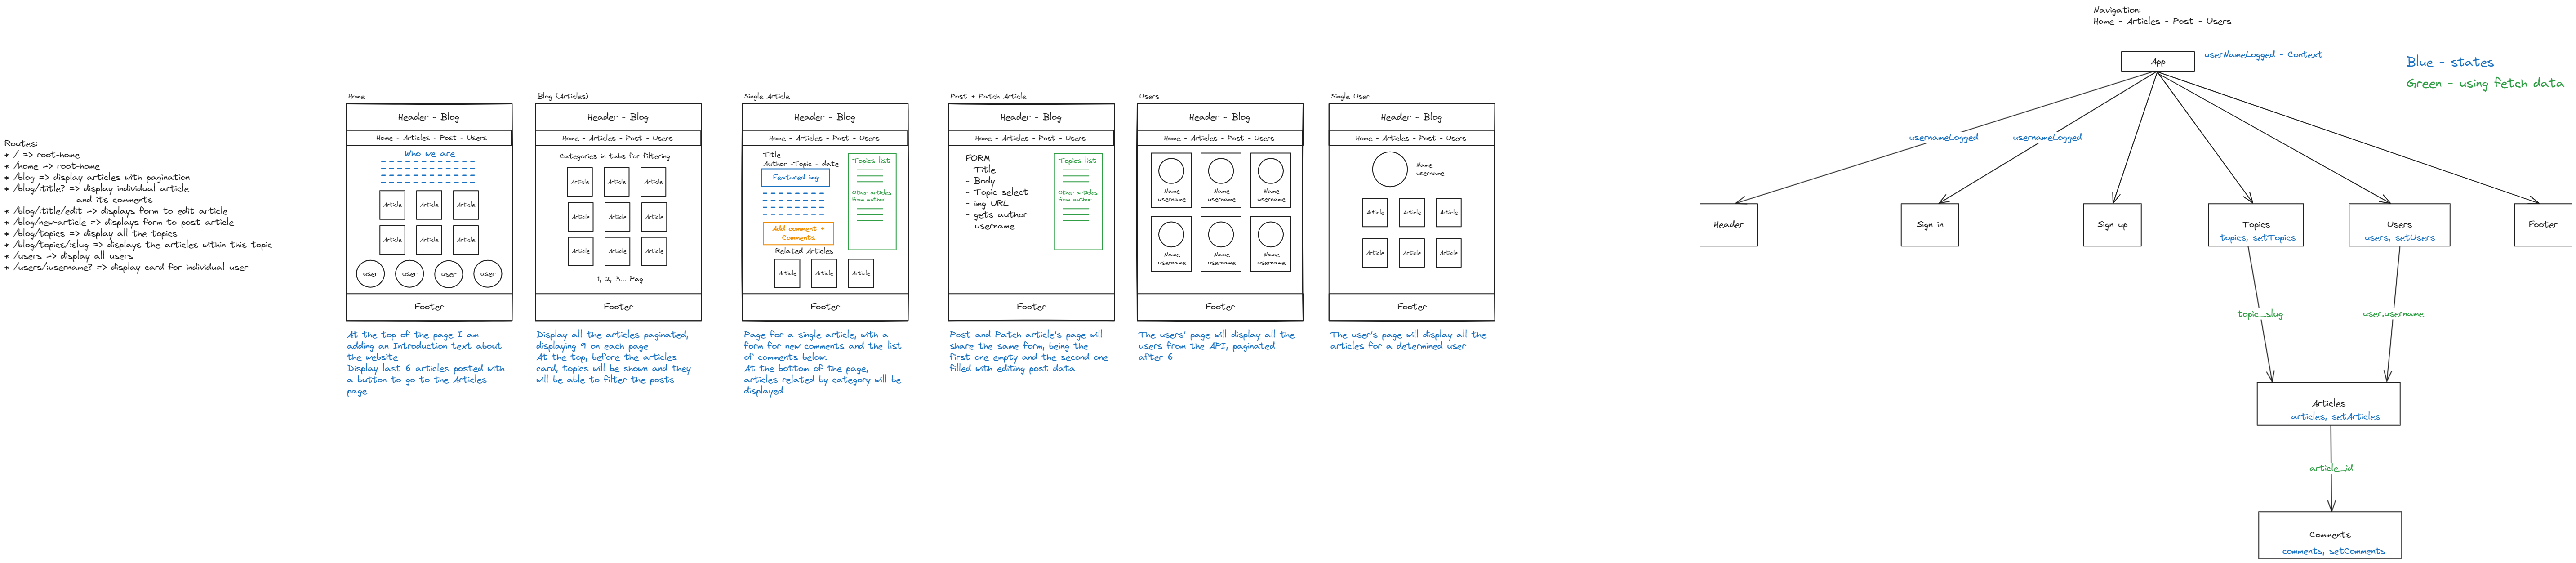 Routes:
* / => root-home
* /home => root-home
* /blog => display articles with pagination
* /blog/:title? => display individual article
and its comments
* /blog/:title/edit => displays form to edit article
* /blog/new-article => displays form to post article
* /blog/topics => display all the topics
* /blog/topics/:slug => displays the articles within this topic
* /users => display all users
* /users/:username? => display card for individual user
Home
Header - Blog
Home - Articles - Post - Users
Who we are
Article Article Article
Article Article Article
user user user user
Footer
At the top of the page I am
adding an Introduction text about
the website
Display last 6 articles posted with
a button to go to the Articles
page
Blog (Articles)
Header - Blog
Home - Articles - Post - Users
Categories in tabs for filtering
Article Article Article
Article Article Article
Article Article Article
1, 2, 3... Pag
Footer
Display all the articles paginated,
displaying 9 on each page
At the top, before the articles
card, topics will be shown and they
will be able to filter the posts
Single Article
Header - Blog
Home - Articles - Post - Users
Title
Author -Topic - date
Featured img
Add comment +
Comments
Topics list
Other articles
from author
Related Articles
Article Article Article
Footer
Page for a single article, with a
form for new comments and the list
of comments below.
At the bottom of the page,
articles related by category will be
displayed
Post + Patch Article
Header - Blog
Home - Articles - Post - Users
FORM
- Title
- Body
- Topic select
- img URL
- gets author
username
Topics list
Other articles
from author
Footer
Post and Patch article's page will
share the same form, being the
first one empty and the second one
filled with editing post data
Users
Header - Blog
Home - Articles - Post - Users
Name Name Name
username username username
Name Name Name
username username username
Footer
The users' page will display all the
users from the API, paginated
after 6
Single User
Header - Blog
Home - Articles - Post - Users
Name
username
Article Article Article
Article Article Article
Footer
The user's page will display all the
articles for a determined user
Navigation:
Home - Articles - Post - Users
App
userNameLogged - Context
Blue - states
Green - using fetch data
usernameLogged
usernameLogged
Header
Sign in
Sign up
Topics
topics, setTopics
Users
users, setUsers
Footer
topic_slug
user.username
Articles
articles, setArticles
article_id
Comments
comments, setComments